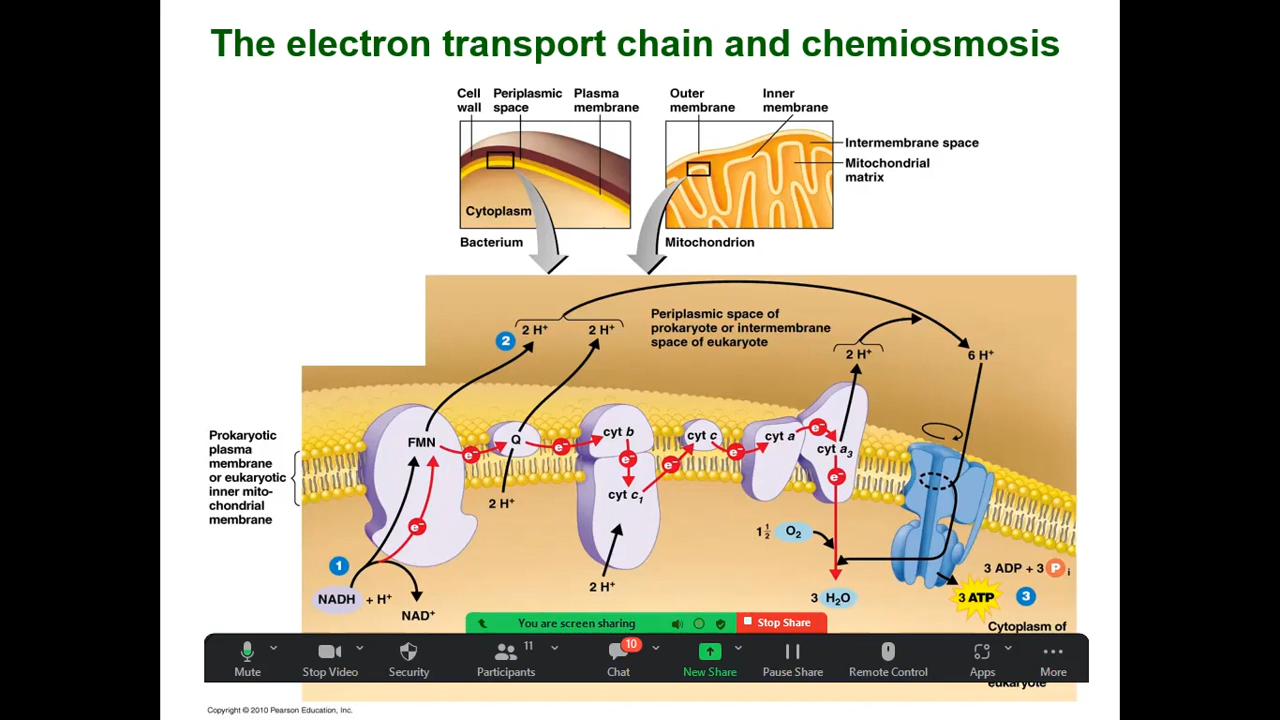 The electron transport chain and chemiosmosis
Cell wall
Periplasmic space
Plasma membrane
Outer membrane
Inner membrane
Intermembrane space
Mitochondrial matrix
Cytoplasm
Bacterium
Mitochondrion
Periplasmic space of
prokaryote or intermembrane
space of eukaryote
2
2 H⁺
2 H⁺
2 H⁺
6 H⁺
Prokaryotic
plasma
membrane
or eukaryotic
inner mito-
chondrial
membrane
FMN
e⁻
Q
e⁻
cyt b
e⁻
cyt c₁
e⁻
cyt c
e⁻
cyt a
e⁻
cyt a₃
e⁻
2 H⁺
e⁻
1 1/2 O₂
1
NADH + H⁺
NAD⁺
2 H⁺
3 H₂O
3 ADP + 3 P i
3 ATP
3
Cytoplasm of
eukaryote
You are screen sharing
Stop Share
Mute
Stop Video
Security
Participants
11
Chat
10
New Share
Pause Share
Remote Control
Apps
More
Copyright © 2010 Pearson Education, Inc.